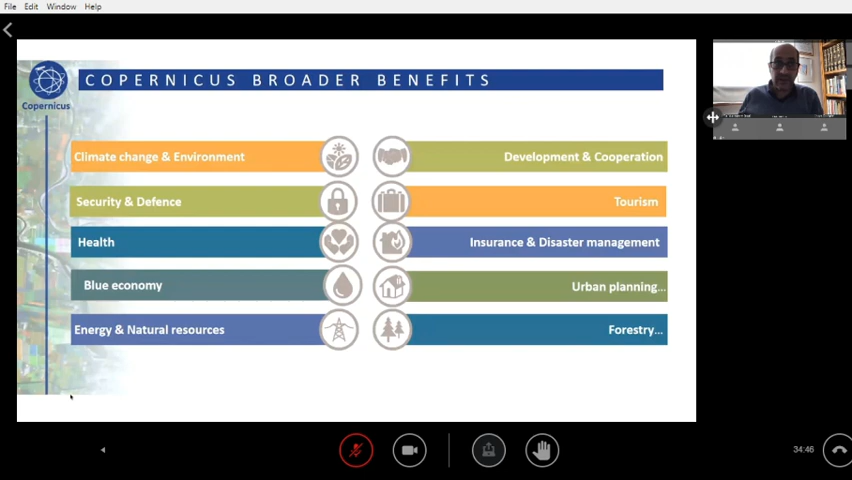 File Edit Window Help
COPERNICUS BROADER BENEFITS
Copernicus
Climate change & Environment
Development & Cooperation
Security & Defence
Tourism
Health
Insurance & Disaster management
Blue economy
Urban planning...
Energy & Natural resources
Forestry...
34:46